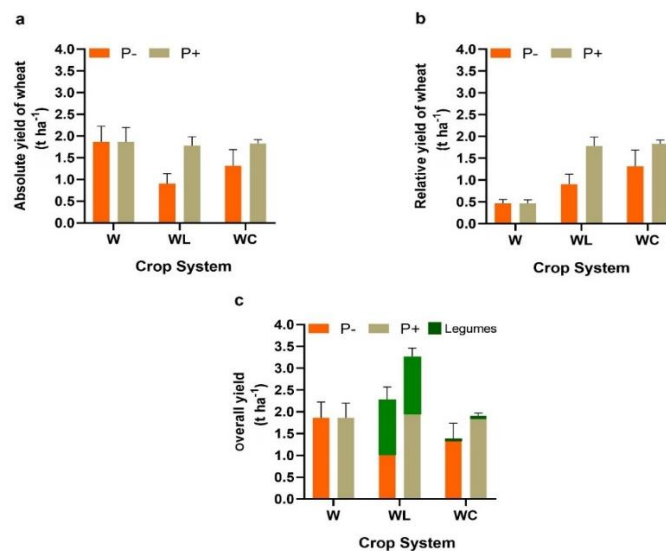 a
P- P+
Absolute yield of wheat
(t ha-1)
4.0
3.5
3.0
2.5
2.0
1.5
1.0
0.5
0.0
W WL WC
Crop System
b
P- P+
Relative yield of wheat
(t ha-1)
4.0
3.5
3.0
2.5
2.0
1.5
1.0
0.5
0.0
W WL WC
Crop System
c
P- P+ Legumes
overall yield
(t ha-1)
4.0
3.5
3.0
2.5
2.0
1.5
1.0
0.5
0.0
W WL WC
Crop System